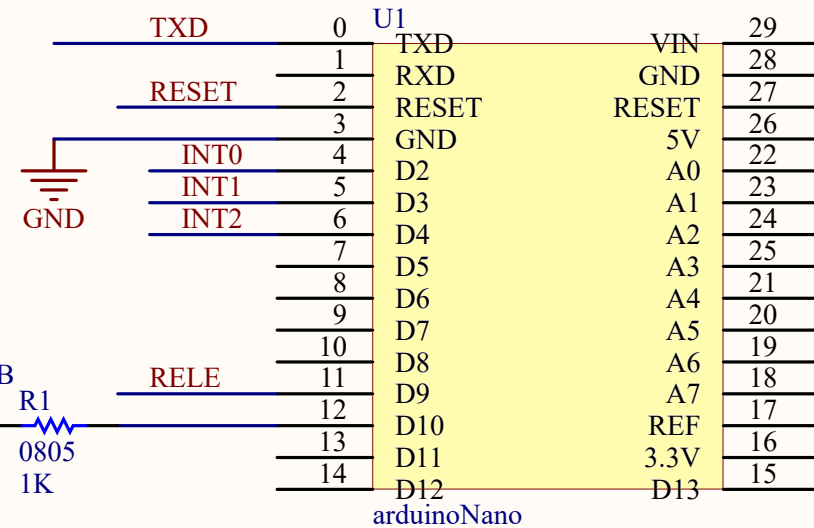 U1
TXD 0 TXD VIN 29
1 RXD GND 28
RESET 2 RESET RESET 27
3 GND 5V 26
INT0 4 D2 A0 22
INT1 5 D3 A1 23
GND INT2 6 D4 A2 24
7 D5 A3 25
8 D6 A4 21
9 D7 A5 20
10 D8 A6 19
B RELE 11 D9 A7 18
R1 12 D10 REF 17
0805 13 D11 3.3V 16
1K 14 D12 D13 15
arduinoNano